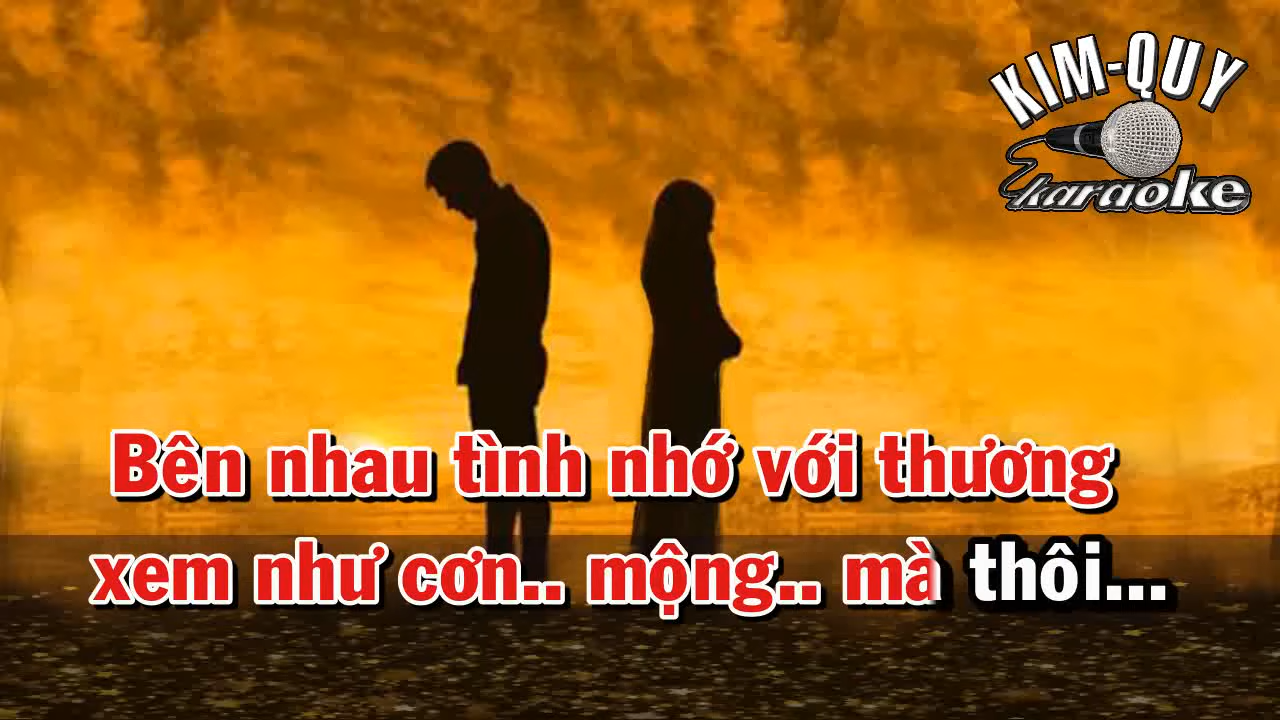 KIM-QUY
karaoke
Bên nhau tình nhớ với thương
xem như cơn.. mộng.. mà thôi...